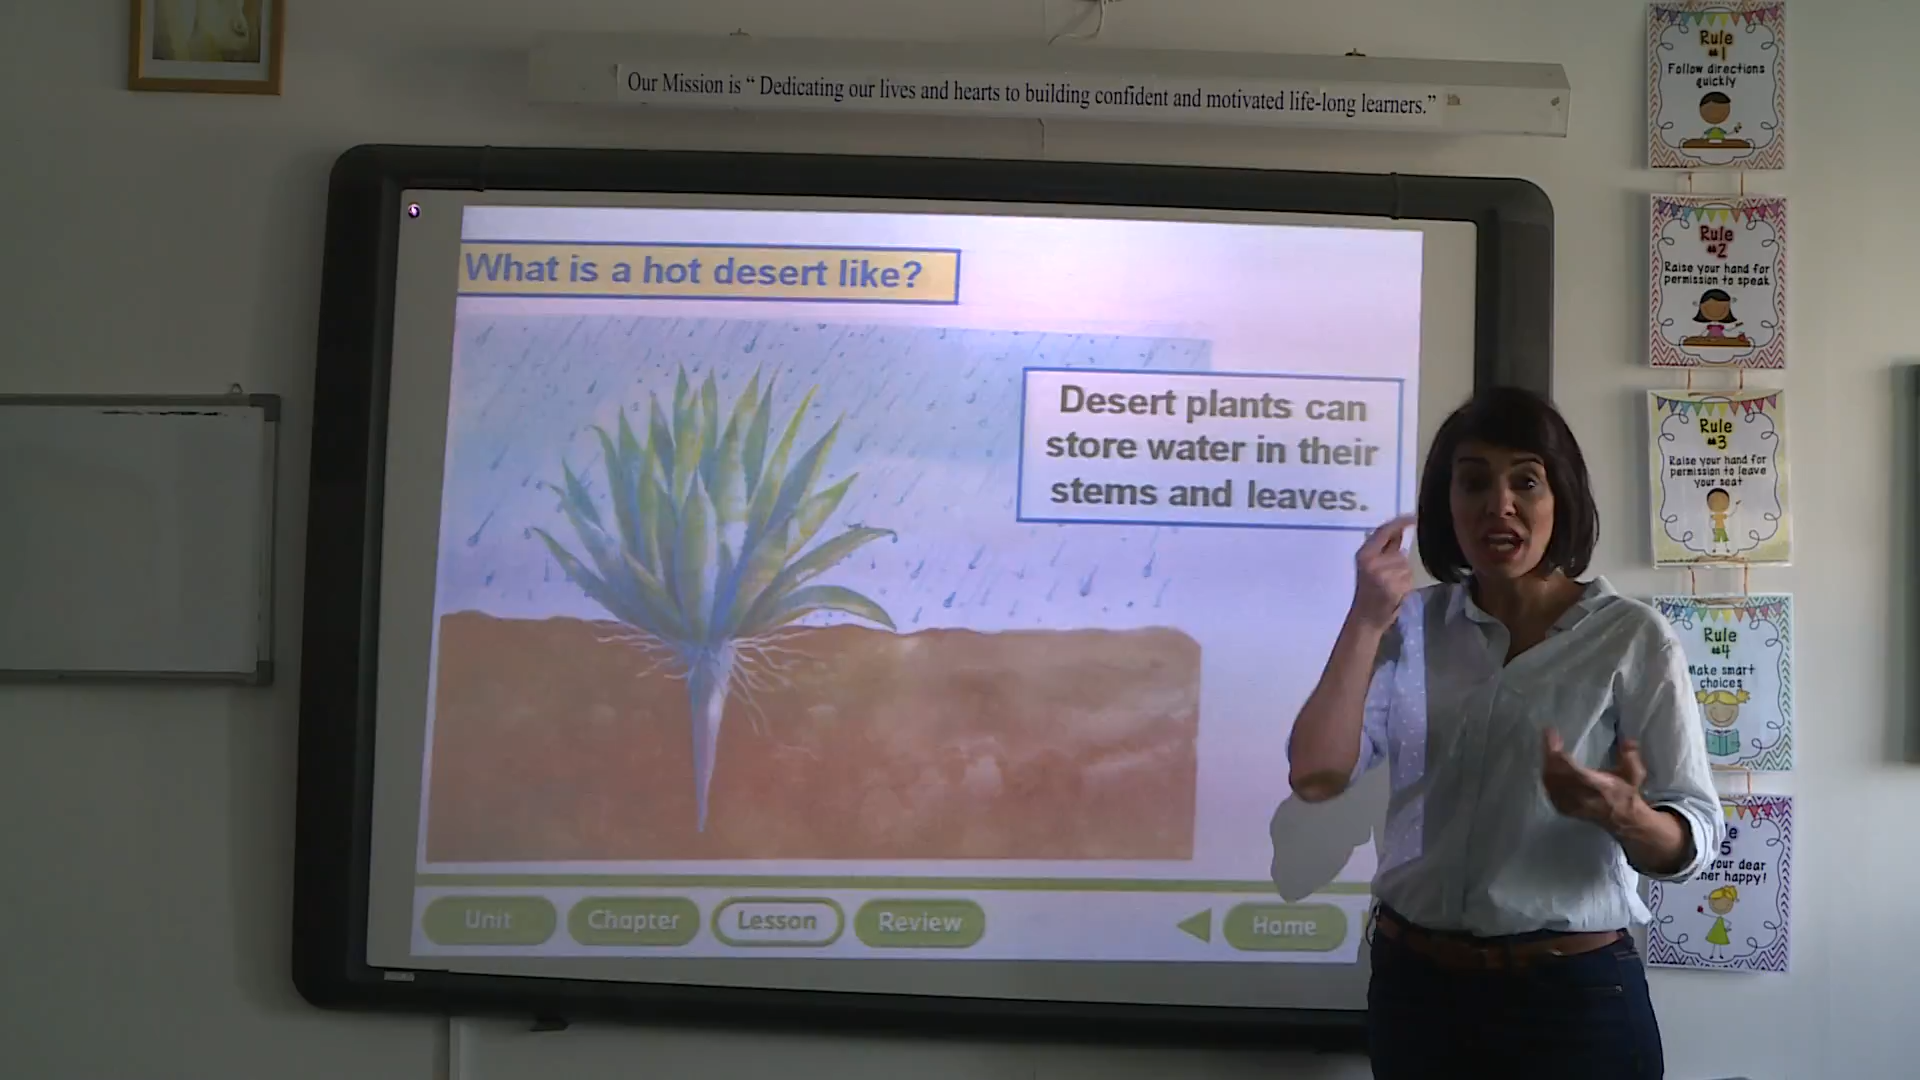 Our Mission is “ Dedicating our lives and hearts to building confident and motivated life-long learners.”
What is a hot desert like?
Desert plants can
store water in their
stems and leaves.
Unit
Chapter
Lesson
Review
Home
Rule
#1
Follow directions
quickly
Rule
#2
Raise your hand for
permission to speak
Rule
#3
Raise your hand for
permission to leave
your seat
Rule
#4
Make smart
choices
5
your dear
happy!